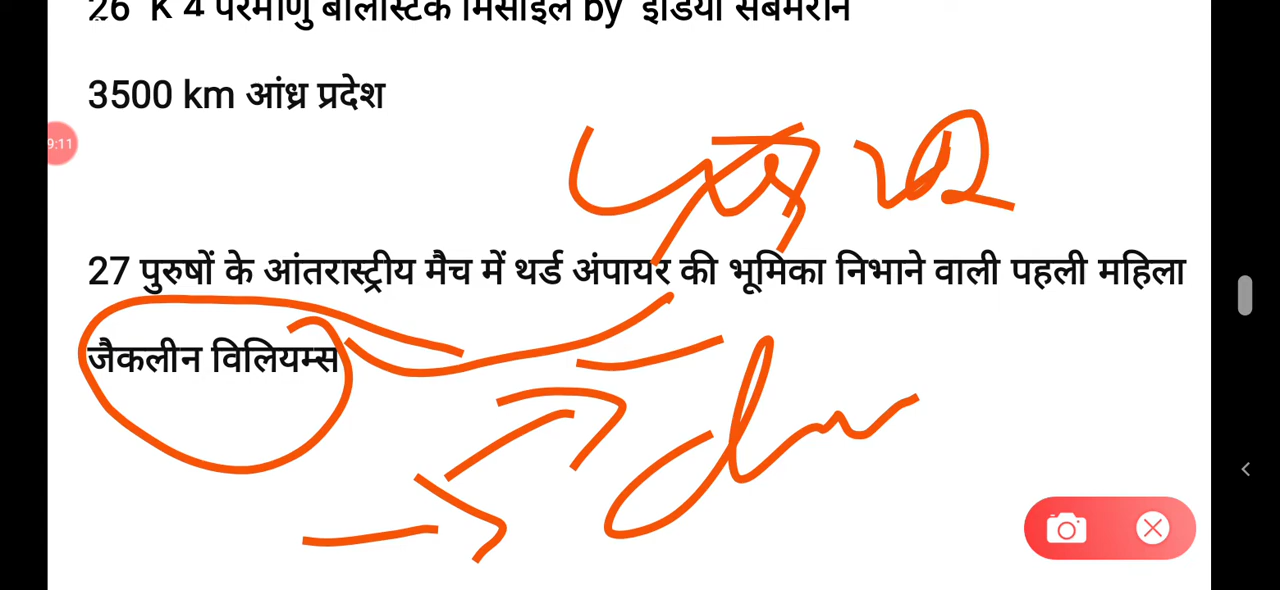 26 K 4 परमाणु बालास्टिक मिसाइल by इंडिया सबमरीन
3500 km आंध्र प्रदेश
9:11
27 पुरुषों के आंतरास्ट्रीय मैच में थर्ड अंपायर की भूमिका निभाने वाली पहली महिला
जैकलीन विलियम्स